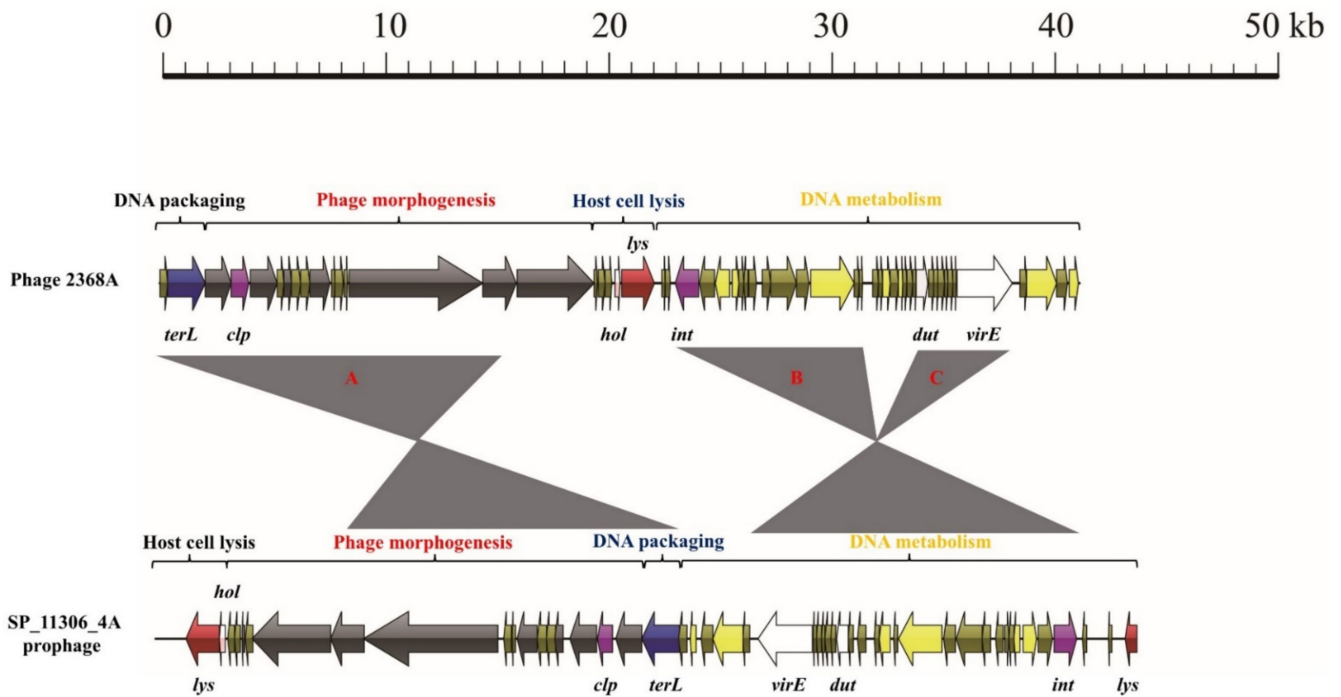 0 10 20 30 40 50 kb
DNA packaging Phage morphogenesis Host cell lysis DNA metabolism
lys
Phage 2368A
terL clp hol int dut virE
A B C
Host cell lysis Phage morphogenesis DNA packaging DNA metabolism
hol
SP_11306_4A
prophage
lys clp terL virE dut int lys